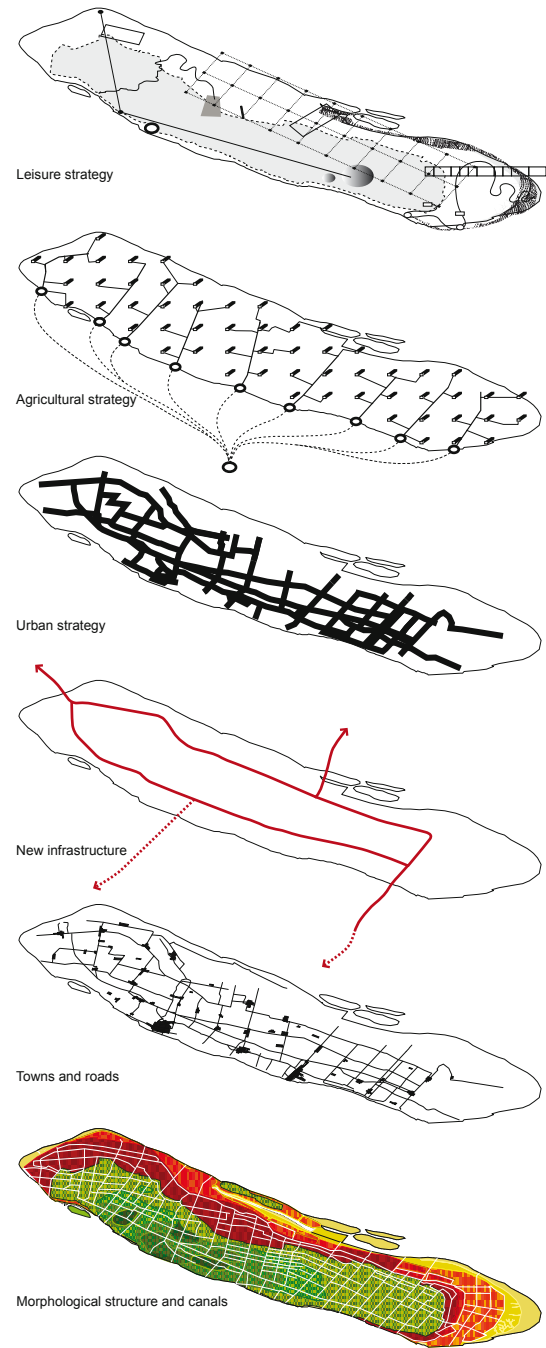 Leisure strategy
Agricultural strategy
Urban strategy
New infrastructure
Towns and roads
Morphological structure and canals